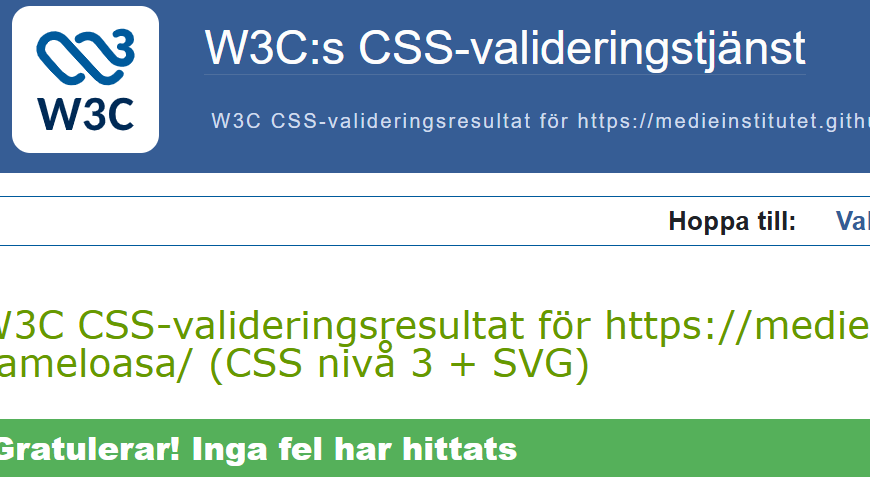 W3C
W3C:s CSS-valideringstjänst
W3C CSS-valideringsresultat för https://medieinstitutet.githu
Hoppa till: Val
W3C CSS-valideringsresultat för https://medie
ameloasa/ (CSS nivå 3 + SVG)
Gratulerar! Inga fel har hittats